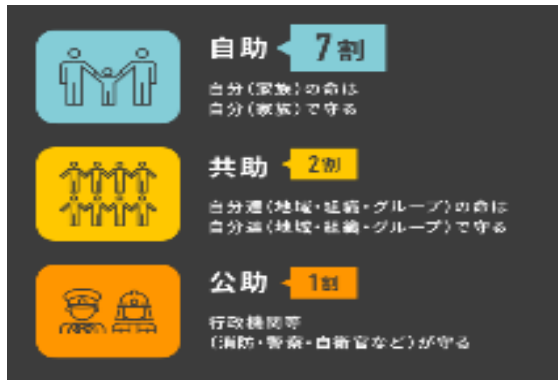 自助 7割
自分(家族)の命は
自分(家族)で守る
共助 2割
自分達(地域・組織・グループ)の命は
自分達(地域・組織・グループ)で守る
公助 1割
行政機関等
(消防・警察・自衛官など)が守る